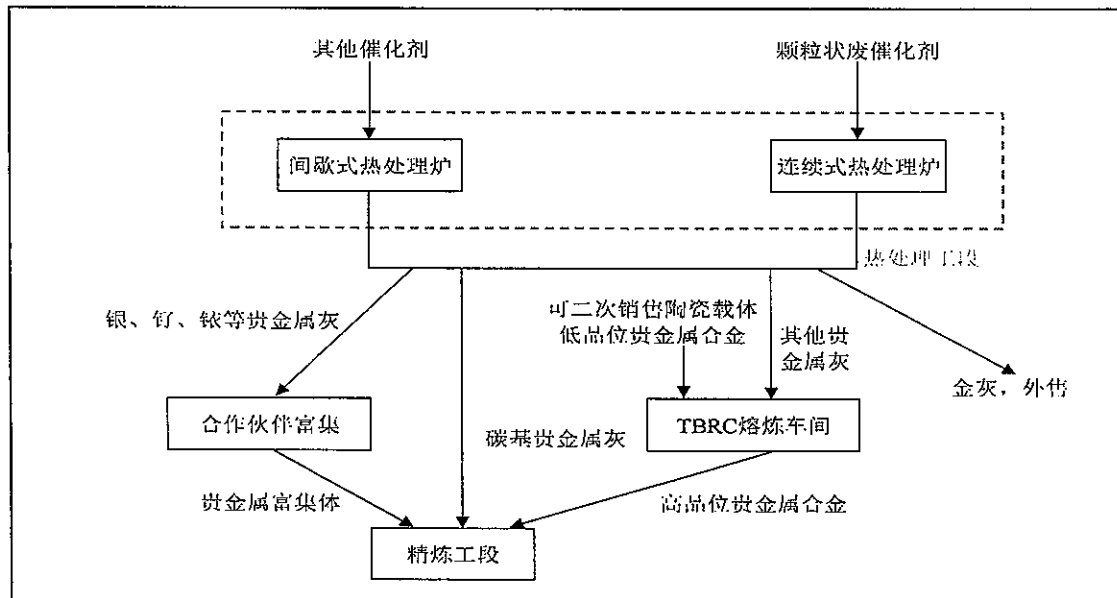 其他催化剂
颗粒状废催化剂
间歇式热处理炉
连续式热处理炉
热处理工段
银、钌、铱等贵金属灰
可二次销售陶瓷载体
低品位贵金属合金
其他贵
金属灰
金灰，外售
合作伙伴富集
TBRC熔炼车间
碳基贵金属灰
贵金属富集体
高品位贵金属合金
精炼工段